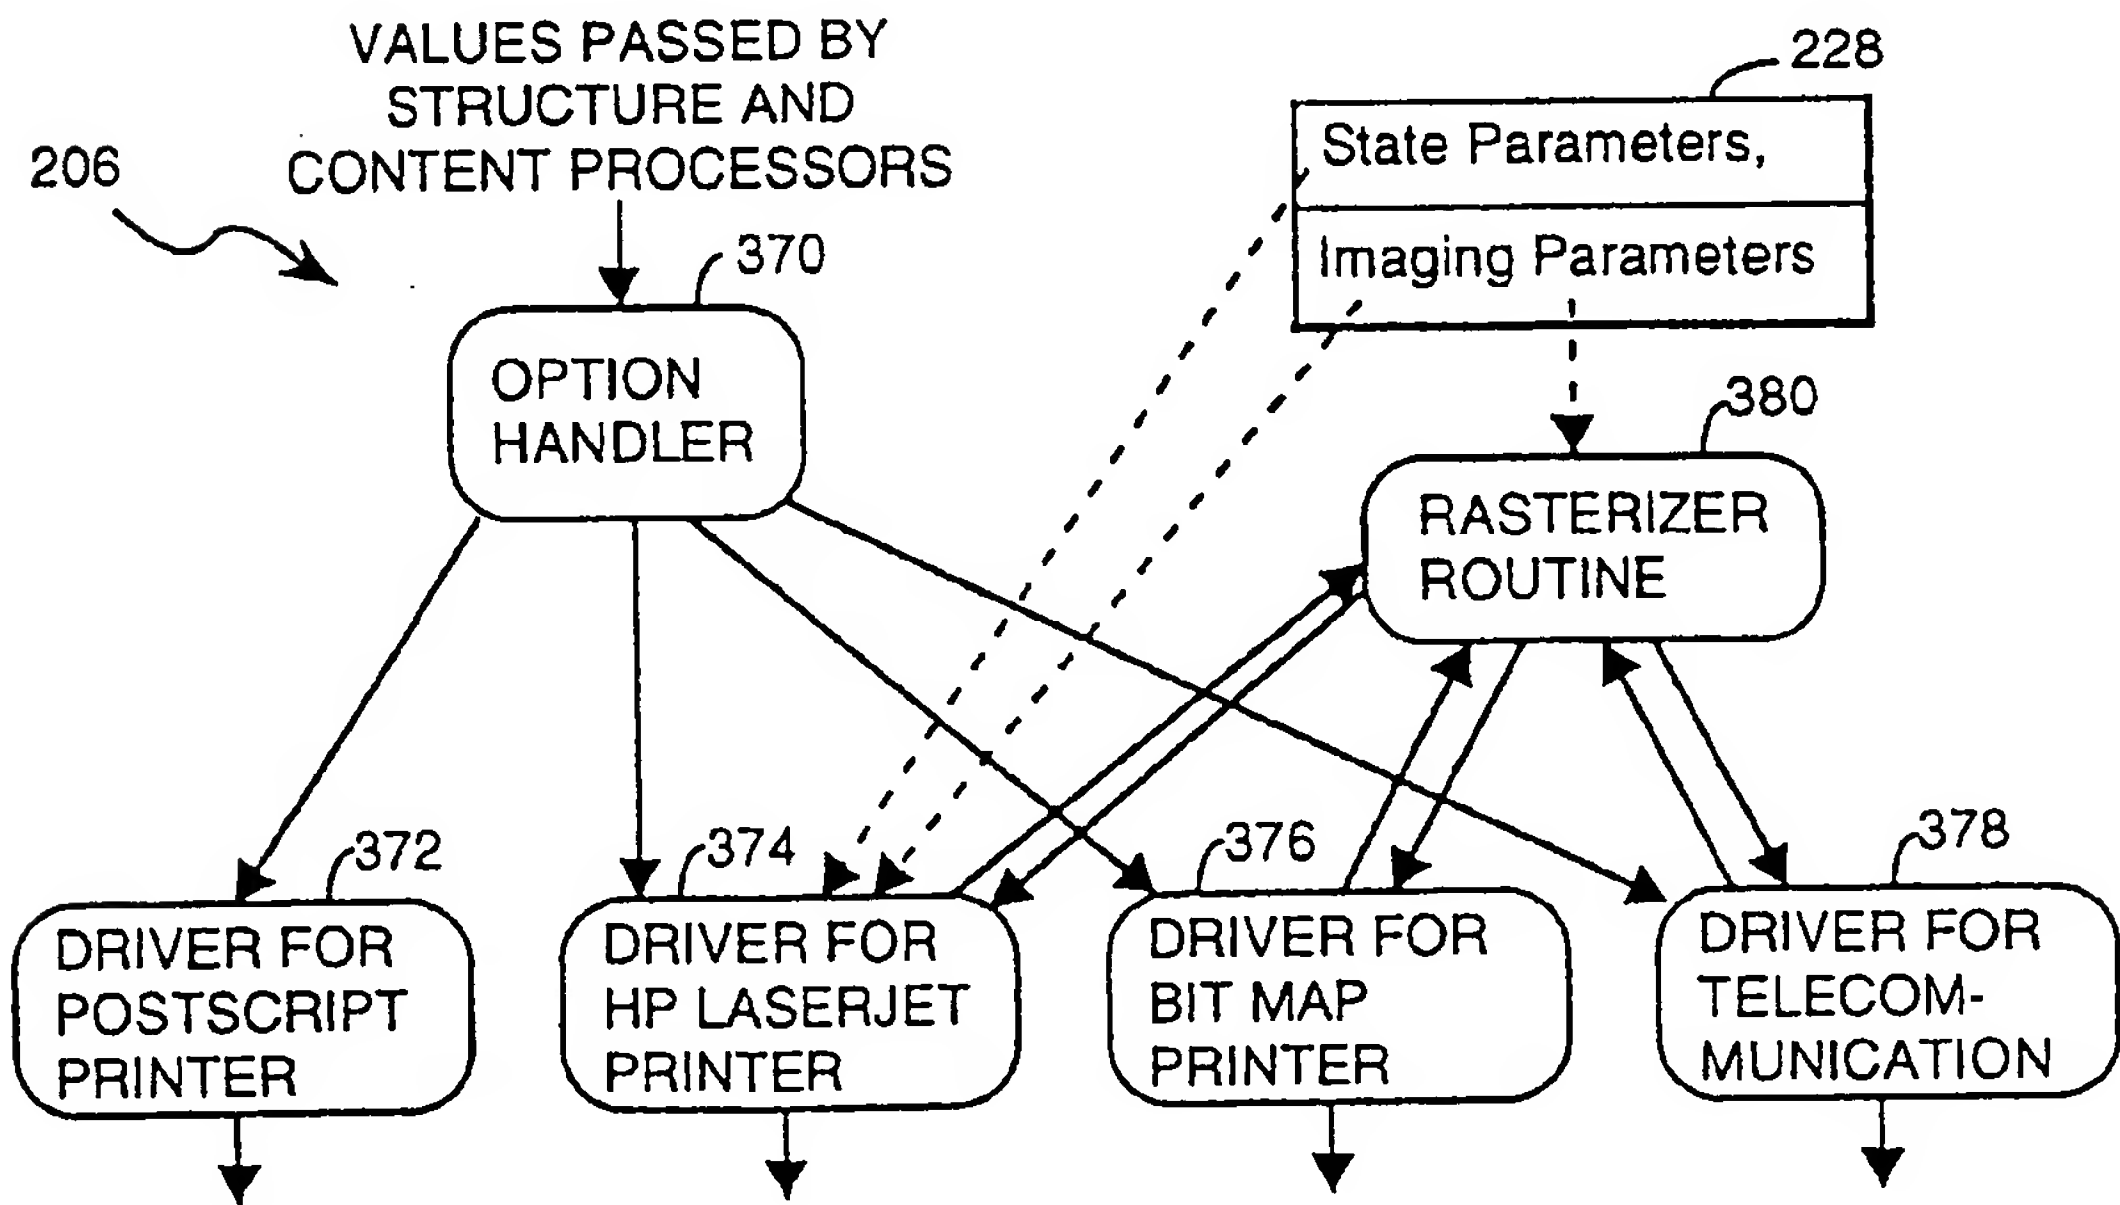 VALUES PASSED BY
STRUCTURE AND
CONTENT PROCESSORS
206
228
State Parameters,
Imaging Parameters
370
OPTION
HANDLER
380
RASTERIZER
ROUTINE
372
DRIVER FOR
POSTSCRIPT
PRINTER
374
DRIVER FOR
HP LASERJET
PRINTER
376
DRIVER FOR
BIT MAP
PRINTER
378
DRIVER FOR
TELECOM-
MUNICATION